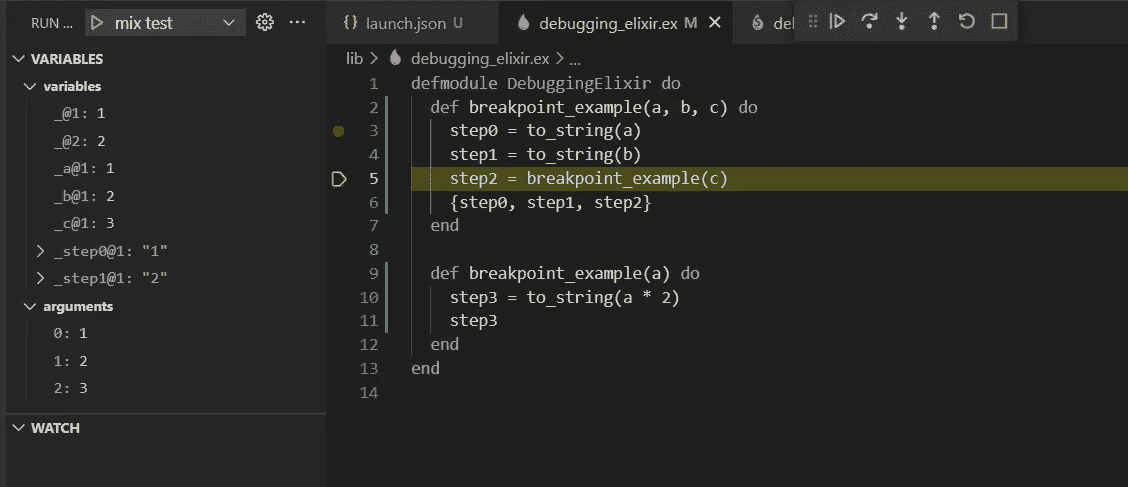 RUN ... mix test ...
launch.json U
debugging_elixir.ex M
del
VARIABLES
variables
_@1: 1
_@2: 2
_a@1: 1
_b@1: 2
_c@1: 3
_step0@1: "1"
_step1@1: "2"
arguments
0: 1
1: 2
2: 3
WATCH
lib > debugging_elixir.ex > ...
1 defmodule DebuggingElixir do
2 def breakpoint_example(a, b, c) do
3 step0 = to_string(a)
4 step1 = to_string(b)
5 step2 = breakpoint_example(c)
6 {step0, step1, step2}
7 end
8
9 def breakpoint_example(a) do
10 step3 = to_string(a * 2)
11 step3
12 end
13 end
14